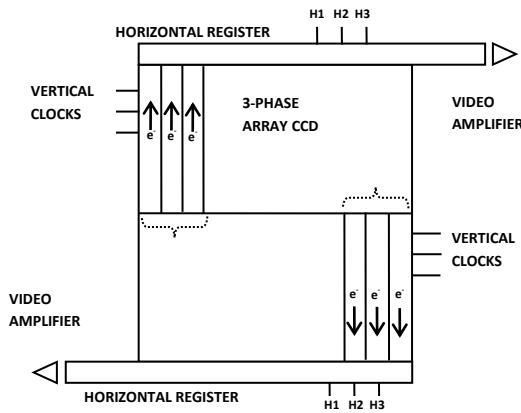 H1 H2 H3
HORIZONTAL REGISTER
VERTICAL
CLOCKS
3-PHASE
ARRAY CCD
VIDEO
AMPLIFIER
e⁻ e⁻ e⁻
VERTICAL
CLOCKS
e⁻ e⁻ e⁻
VIDEO
AMPLIFIER
HORIZONTAL REGISTER
H1 H2 H3